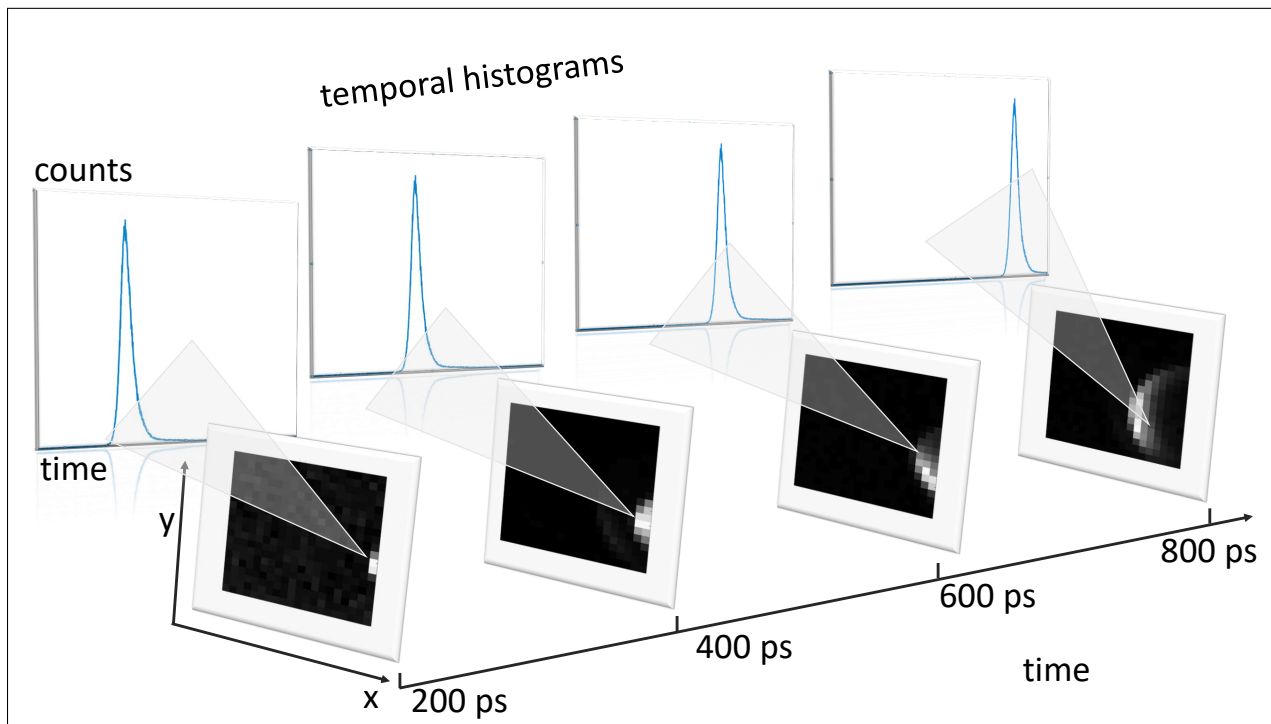 temporal histograms
counts
time
y
x
200 ps
400 ps
600 ps
800 ps
time